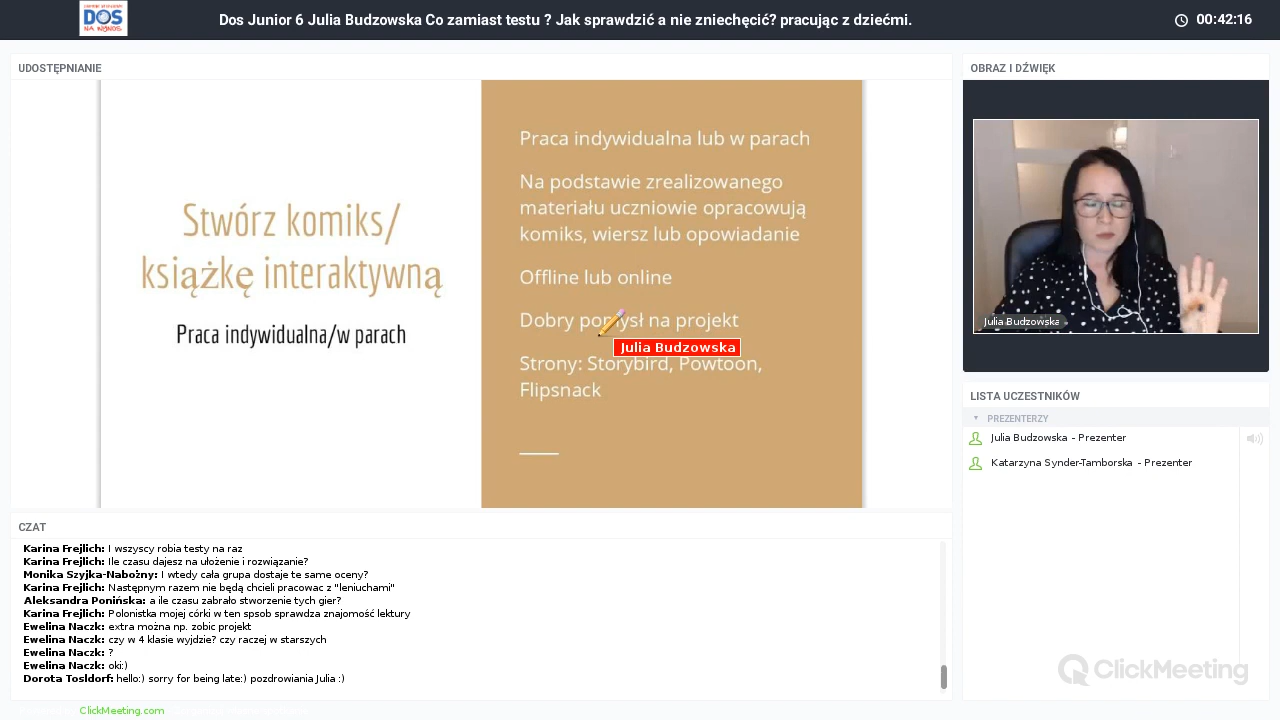 DOS
NA WYNOS
Dos Junior 6 Julia Budzowska Co zamiast testu ? Jak sprawdzić a nie zniechęcić? pracując z dziećmi.
00:42:16
UDOSTĘPNIANIE
Stwórz komiks/
książkę interaktywną
Praca indywidualna/w parach
Praca indywidualna lub w parach
Na podstawie zrealizowanego
materiału uczniowie opracowują
komiks, wiersz lub opowiadanie
Offline lub online
Dobry pomysł na projekt
Julia Budzowska
Strony: Storybird, Powtoon,
Flipsnack
OBRAZ I DŹWIĘK
Julia Budzowska
LISTA UCZESTNIKÓW
PREZENTERZY
Julia Budzowska - Prezenter
Katarzyna Synder-Tamborska - Prezenter
ClickMeeting
CZAT
Karina Frejlich: I wszyscy robia testy na raz
Karina Frejlich: Ile czasu dajesz na ułożenie i rozwiązanie?
Monika Szyjka-Nabożny: I wtedy cała grupa dostaje te same oceny?
Karina Frejlich: Następnym razem nie będą chcieli pracowac z "leniuchami"
Aleksandra Ponińska: a ile czasu zabrało stworzenie tych gier?
Karina Frejlich: Polonistka mojej córki w ten spsob sprawdza znajomość lektury
Ewelina Naczk: extra można np. zobic projekt
Ewelina Naczk: czy w 4 klasie wyjdzie? czy raczej w starszych
Ewelina Naczk: ?
Ewelina Naczk: oki:)
Dorota Tosldorf: hello:) sorry for being late:) pozdrowiania Julia :)
ClickMeeting.com